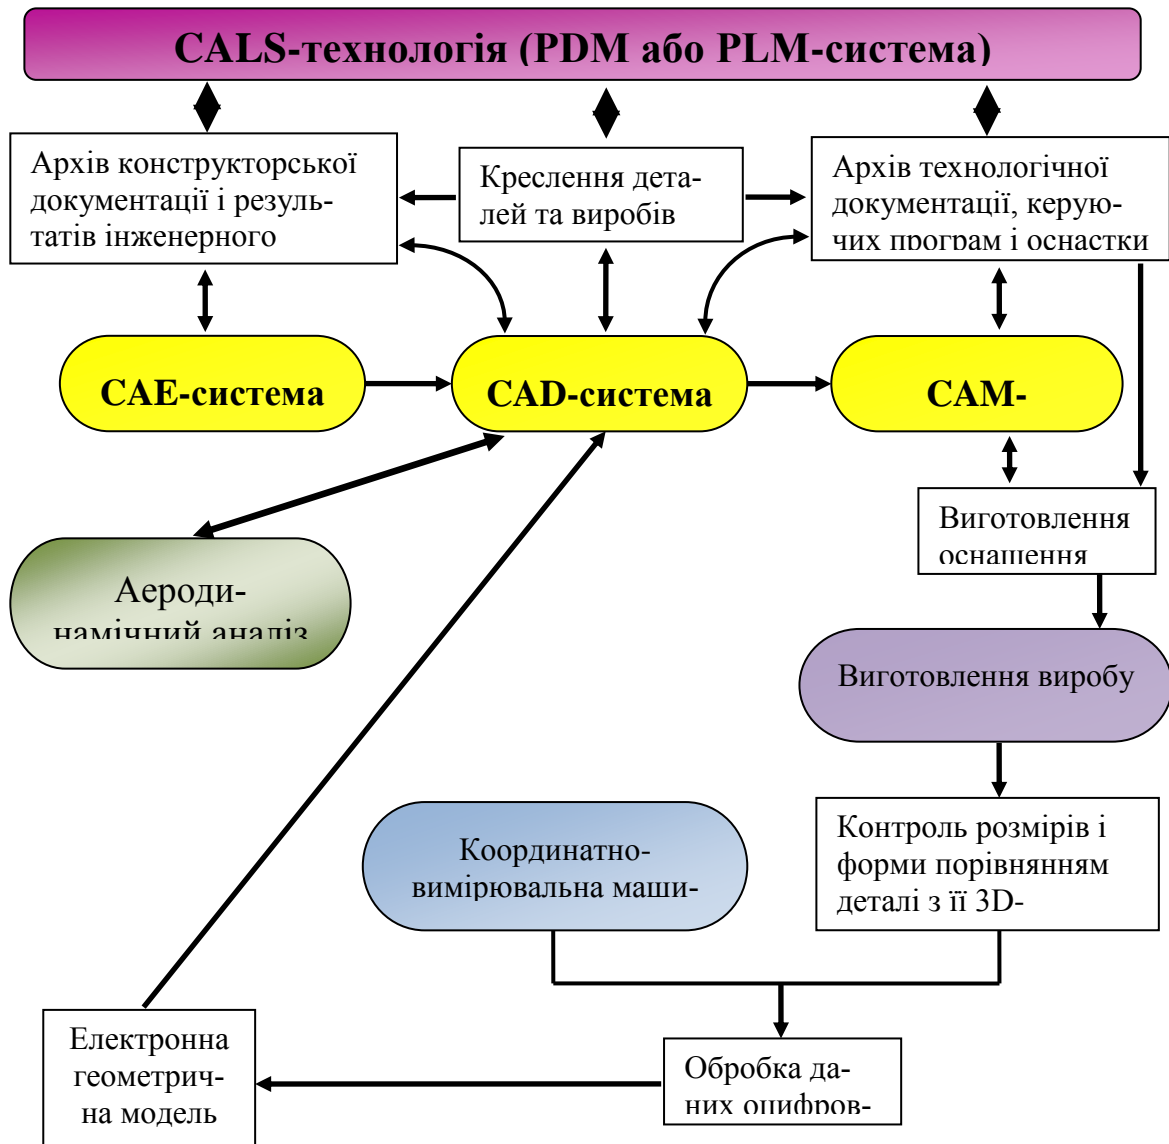 CALS-технологія (PDM або PLM-система)
Архів конструкторської
документації і резуль-
татів інженерного
Креслення дета-
лей та виробів
Архів технологічної
документації, керую-
чих програм і оснастки
CAE-система
CAD-система
CAM-
Виготовлення
оснащення
Аероди-
намічний аналіз
Виготовлення виробу
Координатно-
вимірювальна маши-
Контроль розмірів і
форми порівнянням
деталі з її 3D-
Електронна
геометрич-
на модель
Обробка да-
них оцифров-